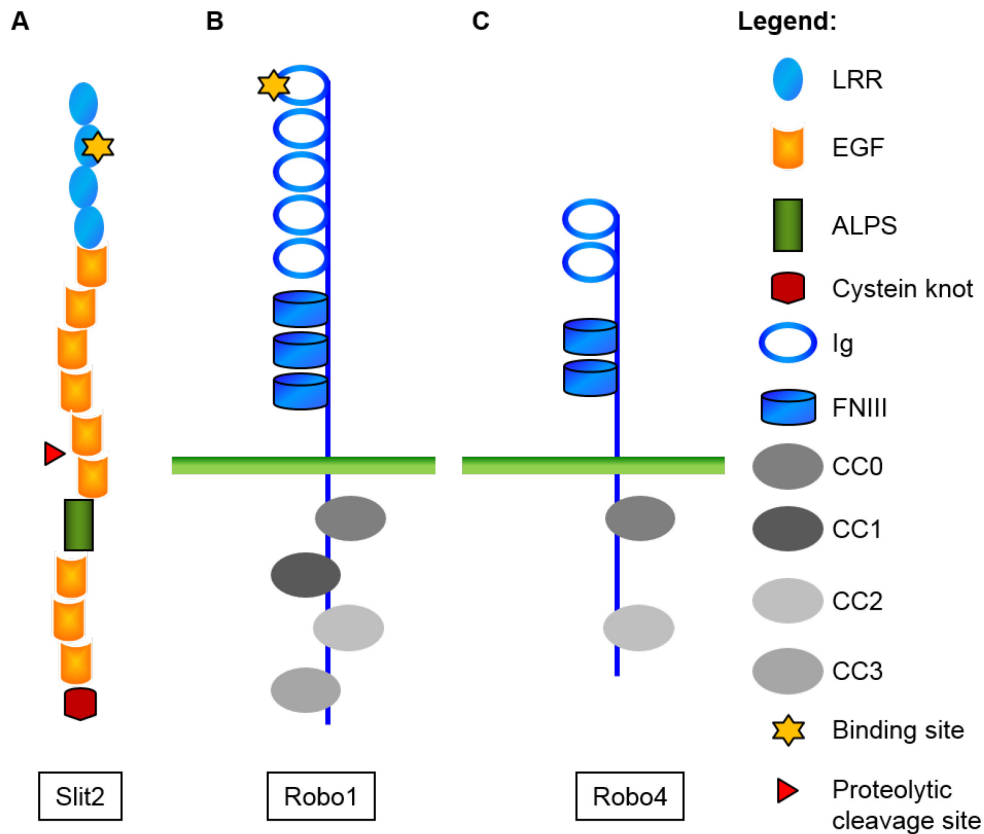 A
B
C
Legend:
LRR
EGF
ALPS
Cystein knot
Ig
FNIII
CC0
CC1
CC2
CC3
Binding site
Proteolytic
cleavage site
Slit2
Robo1
Robo4